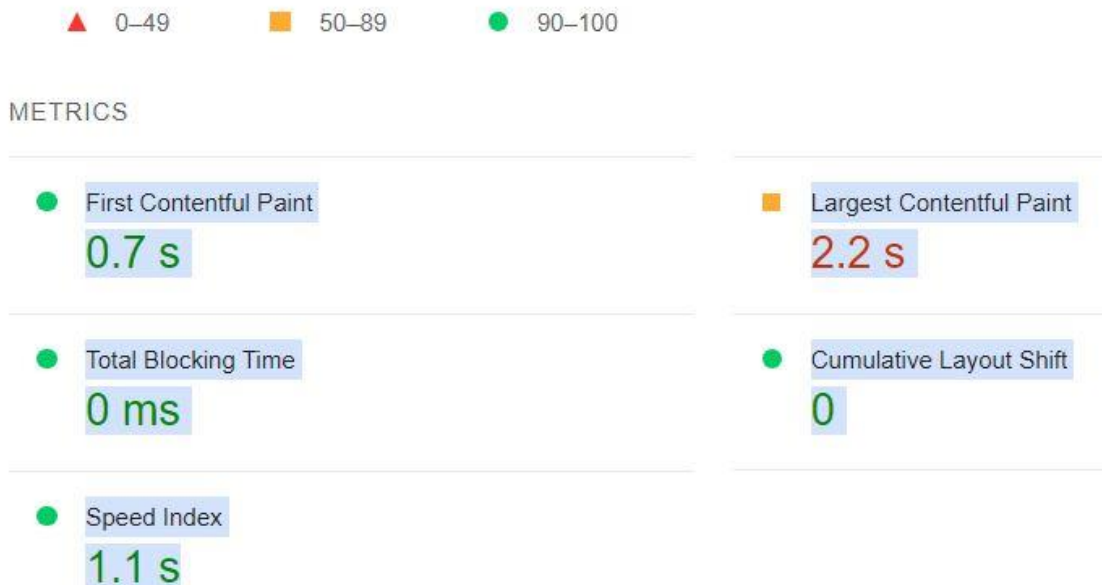 0–49 50–89 90–100
METRICS
First Contentful Paint
0.7 s
Largest Contentful Paint
2.2 s
Total Blocking Time
0 ms
Cumulative Layout Shift
0
Speed Index
1.1 s